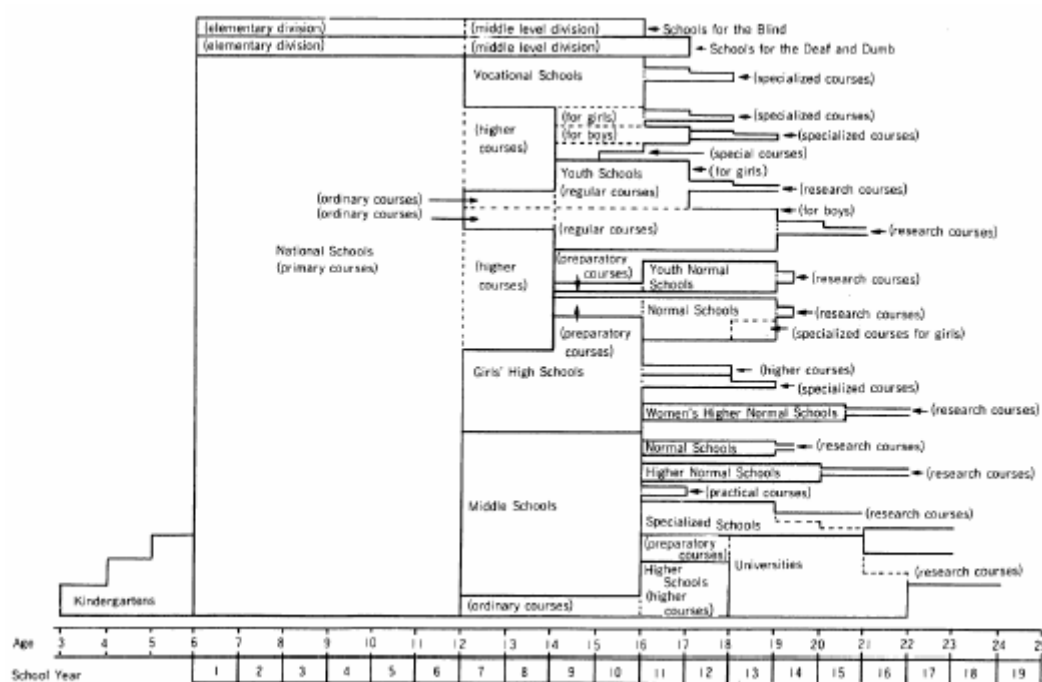 (elementary division) (middle level division) Schools for the Blind
(elementary division) (middle level division) Schools for the Deaf and Dumb
Vocational Schools (specialized courses)
(for girls) (specialized courses)
(higher
courses)
(for boys) (specialized courses)
(special courses)
Youth Schools (for girls)
(ordinary courses) (regular courses) (research courses)
(ordinary courses) (for boys)
(regular courses) (research courses)
National Schools
(primary courses)
(higher
courses)
(preparatory
courses)
Youth Normal
Schools
(research courses)
Normal Schools (research courses)
(preparatory
courses)
(specialized courses for girls)
Girls' High Schools (higher courses)
(specialized courses)
Women's Higher Normal Schools (research courses)
Normal Schools (research courses)
Higher Normal Schools (research courses)
(practical courses)
Middle Schools
Specialized Schools (research courses)
(preparatory
courses)
Universities
Higher
Schools
(higher
courses)
(research courses)
Kindergartens (ordinary courses)
Age 3 4 5 6 7 8 9 10 11 12 13 14 15 16 17 18 19 20 21 22 23 24 25
School Year 1 2 3 4 5 6 7 8 9 10 11 12 13 14 15 16 17 18 19